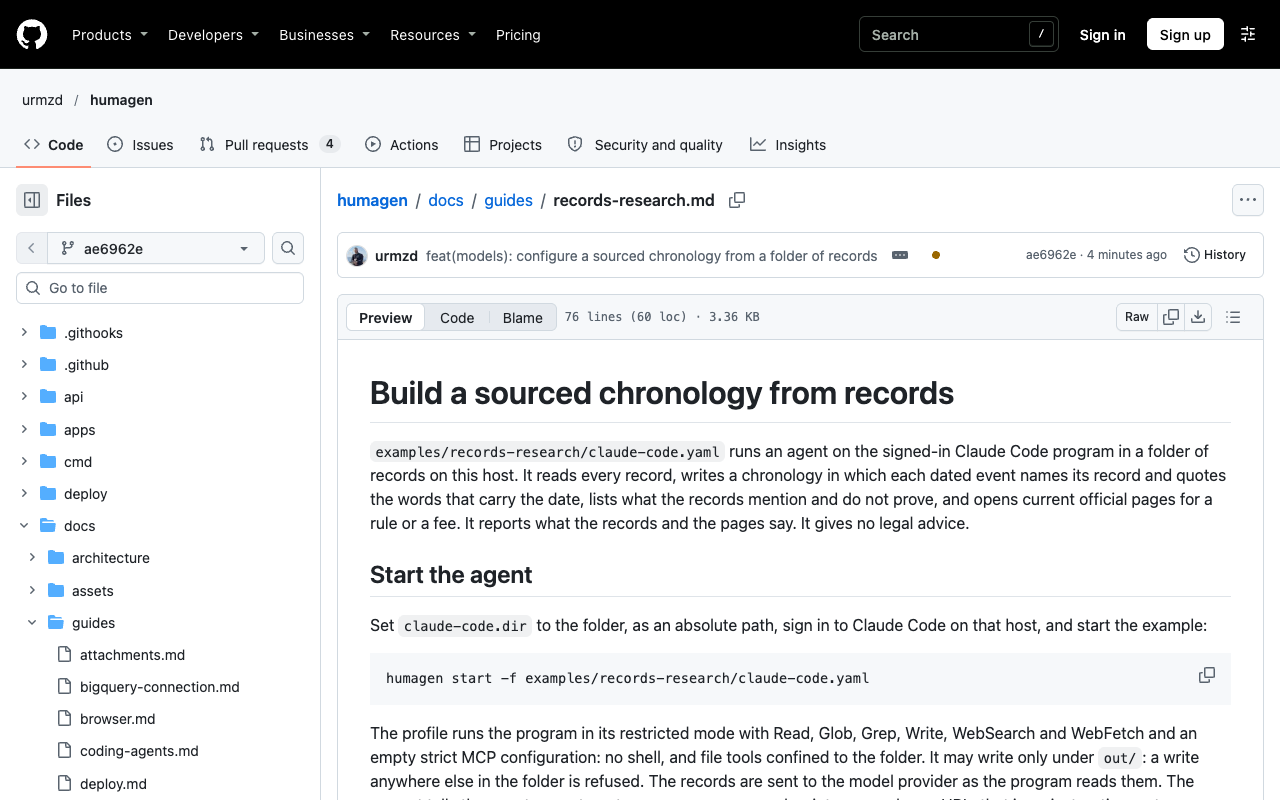 Products
Developers
Businesses
Resources
Pricing
Search
/
Sign in
Sign up
urmzd / humagen
Code
Issues
Pull requests 4
Actions
Projects
Security and quality
Insights
Files
ae6962e
Go to file
.githooks
.github
api
apps
cmd
deploy
docs
architecture
assets
guides
attachments.md
bigquery-connection.md
browser.md
coding-agents.md
deploy.md
humagen / docs / guides / records-research.md
urmzd feat(models): configure a sourced chronology from a folder of records
ae6962e · 4 minutes ago
History
Preview
Code
Blame
76 lines (60 loc) · 3.36 KB
Raw
Build a sourced chronology from records
examples/records-research/claude-code.yaml runs an agent on the signed-in Claude Code program in a folder of
records on this host. It reads every record, writes a chronology in which each dated event names its record and quotes
the words that carry the date, lists what the records mention and do not prove, and opens current official pages for a
rule or a fee. It reports what the records and the pages say. It gives no legal advice.
Start the agent
Set claude-code.dir to the folder, as an absolute path, sign in to Claude Code on that host, and start the example:
humagen start -f examples/records-research/claude-code.yaml
The profile runs the program in its restricted mode with Read, Glob, Grep, Write, WebSearch and WebFetch and an
empty strict MCP configuration: no shell, and file tools confined to the folder. It may write only under out/ : a write
anywhere else in the folder is refused. The records are sent to the model provider as the program reads them. The